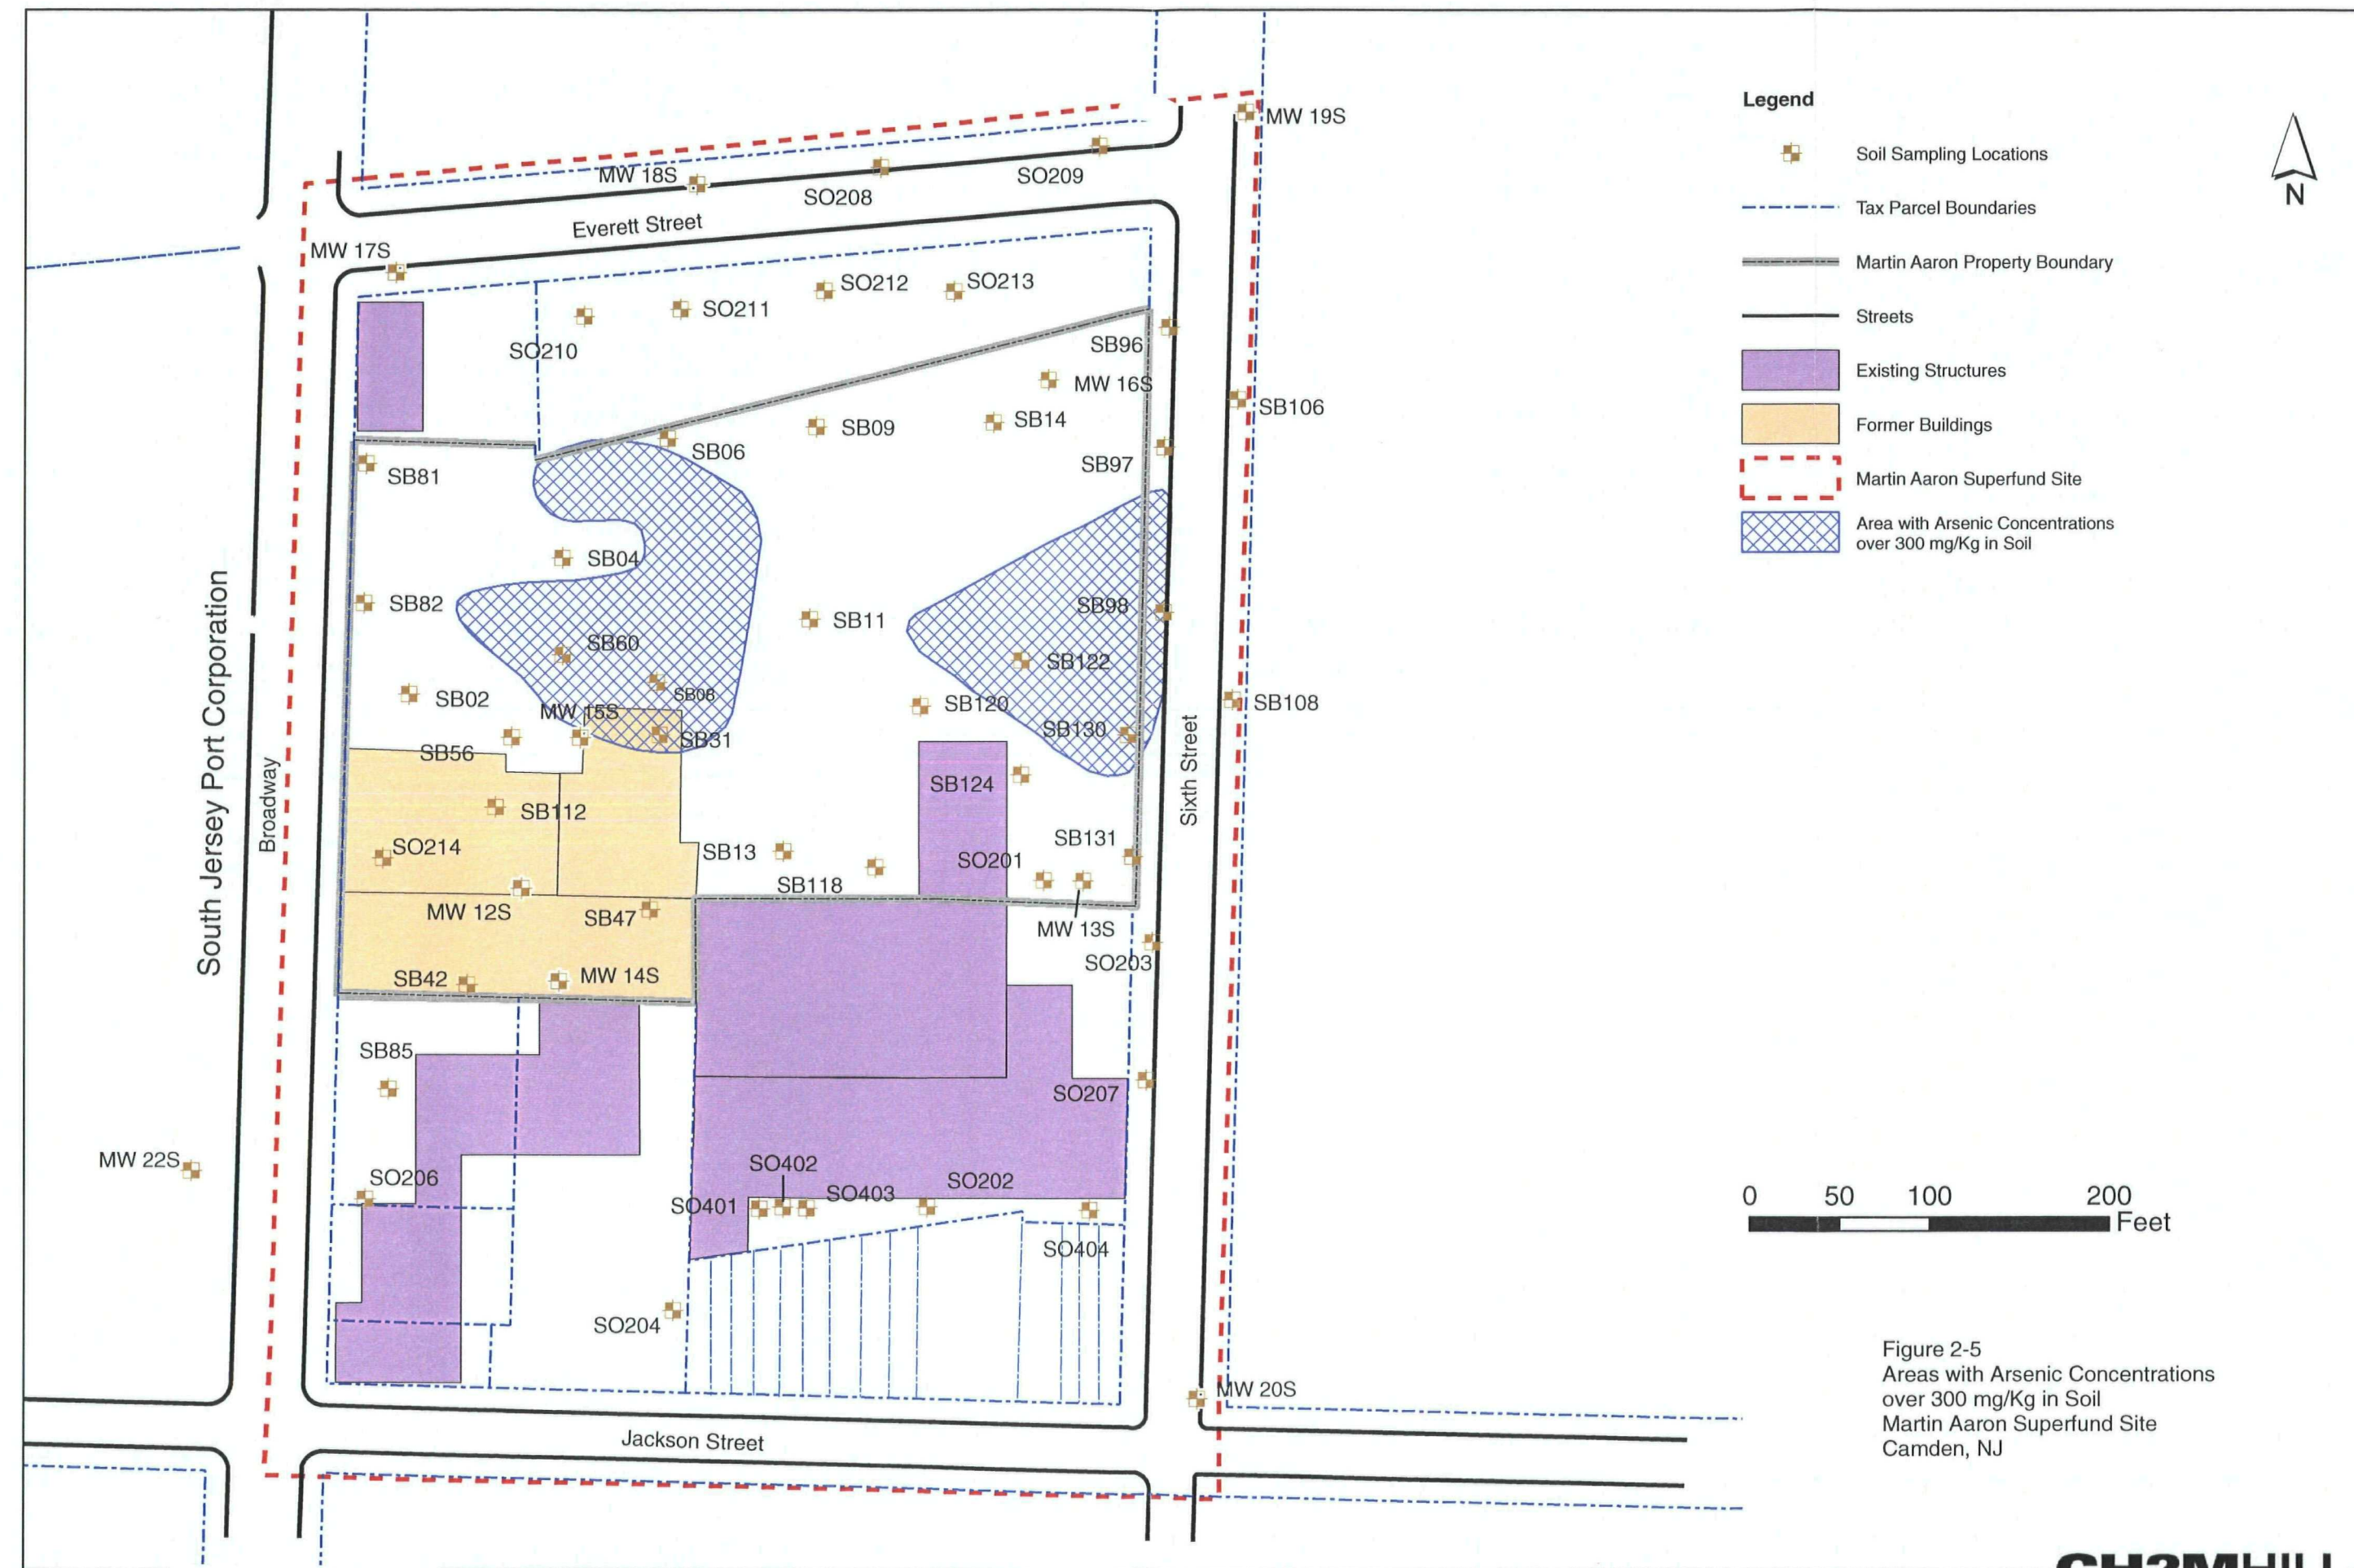 MW 19S
MW 18S
SO208
SO209
Everett Street
MW 17S
SO212
SO213
SO211
SO210
SB96
MW 16S
SB106
SB09
SB14
SB06
SB97
SB81
SB04
SB82
SB98
SB11
SB60
SB122
SB08
SB02
MW 15S
SB120
SB108
SB130
SB31
SB56
SB124
SB112
SO214
SB13
SB131
SO201
SB118
MW 12S
SB47
MW 13S
SO203
SB42
MW 14S
SB85
SO207
MW 22S
SO206
SO402
SO401
SO403
SO202
SO404
SO204
MW 20S
Jackson Street
South Jersey Port Corporation
Broadway
Sixth Street
Legend
Soil Sampling Locations
Tax Parcel Boundaries
Martin Aaron Property Boundary
Streets
Existing Structures
Former Buildings
Martin Aaron Superfund Site
Area with Arsenic Concentrations
over 300 mg/Kg in Soil
N
0 50 100 200
Feet
Figure 2-5
Areas with Arsenic Concentrations
over 300 mg/Kg in Soil
Martin Aaron Superfund Site
Camden, NJ
CH2MHILL